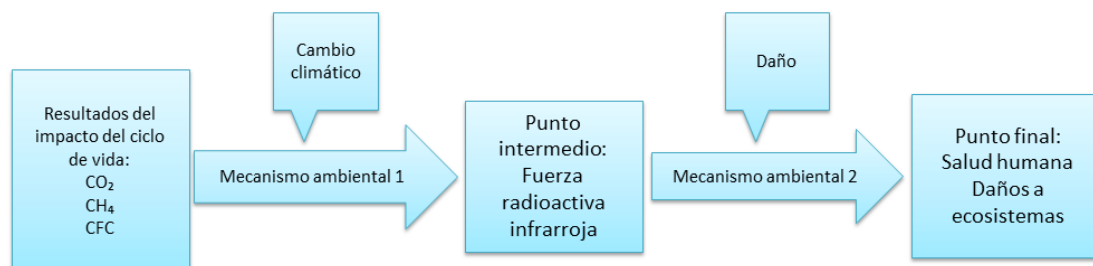 Resultados del
impacto del ciclo
de vida:
CO₂
CH₄
CFC
Cambio
climático
Mecanismo ambiental 1
Punto
intermedio:
Fuerza
radioactiva
infrarroja
Daño
Mecanismo ambiental 2
Punto final:
Salud humana
Daños a
ecosistemas